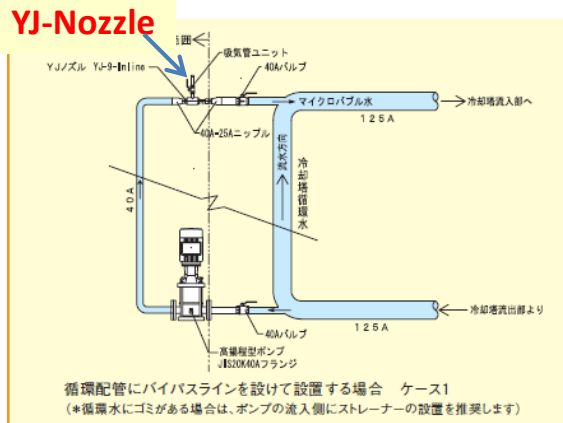 YJ-Nozzle
囲
吸気管ユニット
YJノズル YJ-9-Inline
40Aバルブ
マイクロバブル水
冷却塔流入部へ
125A
40A-25Aニップル
流水方向
冷却塔循環水
40A
冷却塔流出部より
125A
40Aバルブ
高揚程型ポンプ
JIS20K40Aフランジ
循環配管にバイパスラインを設けて設置する場合 ケース1
(*循環水にゴミがある場合は、ポンプの流入側にストレーナーの設置を推奨します)